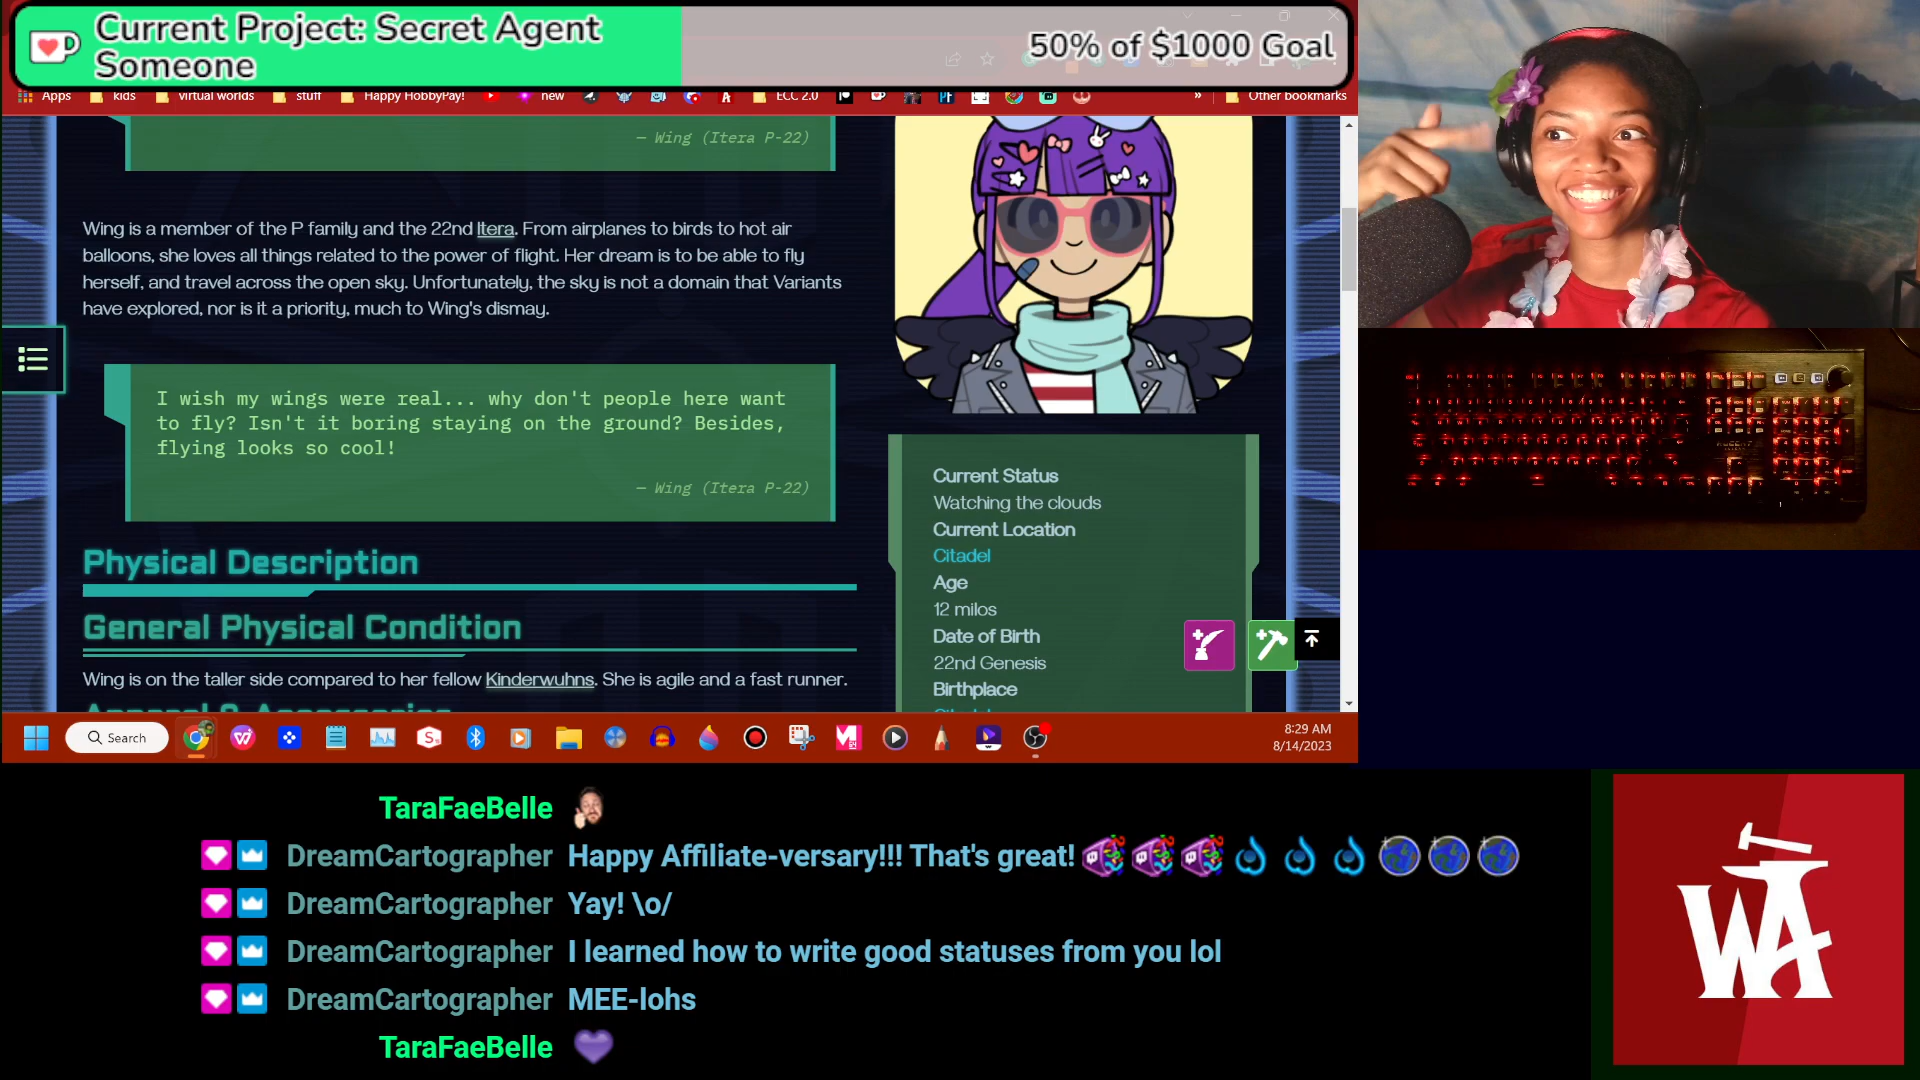 Current Project: Secret Agent
Someone
50% of $1000 Goal
Apps
kids
virtual worlds
stuff
Happy HobbyPay!
new
ECC 2.0
»
Other bookmarks
— Wing (Itera P-22)
Wing is a member of the P family and the 22nd Itera. From airplanes to birds to hot air
balloons, she loves all things related to the power of flight. Her dream is to be able to fly
herself, and travel across the open sky. Unfortunately, the sky is not a domain that Variants
have explored, nor is it a priority, much to Wing's dismay.
I wish my wings were real... why don't people here want
to fly? Isn't it boring staying on the ground? Besides,
flying looks so cool!
— Wing (Itera P-22)
Physical Description
General Physical Condition
Wing is on the taller side compared to her fellow Kinderwuhns. She is agile and a fast runner.
Current Status
Watching the clouds
Current Location
Citadel
Age
12 milos
Date of Birth
22nd Genesis
Birthplace
Search
8:29 AM
8/14/2023
TaraFaeBelle
DreamCartographer Happy Affiliate-versary!!! That's great!
DreamCartographer Yay! \o/
DreamCartographer I learned how to write good statuses from you lol
DreamCartographer MEE-lohs
TaraFaeBelle
WA